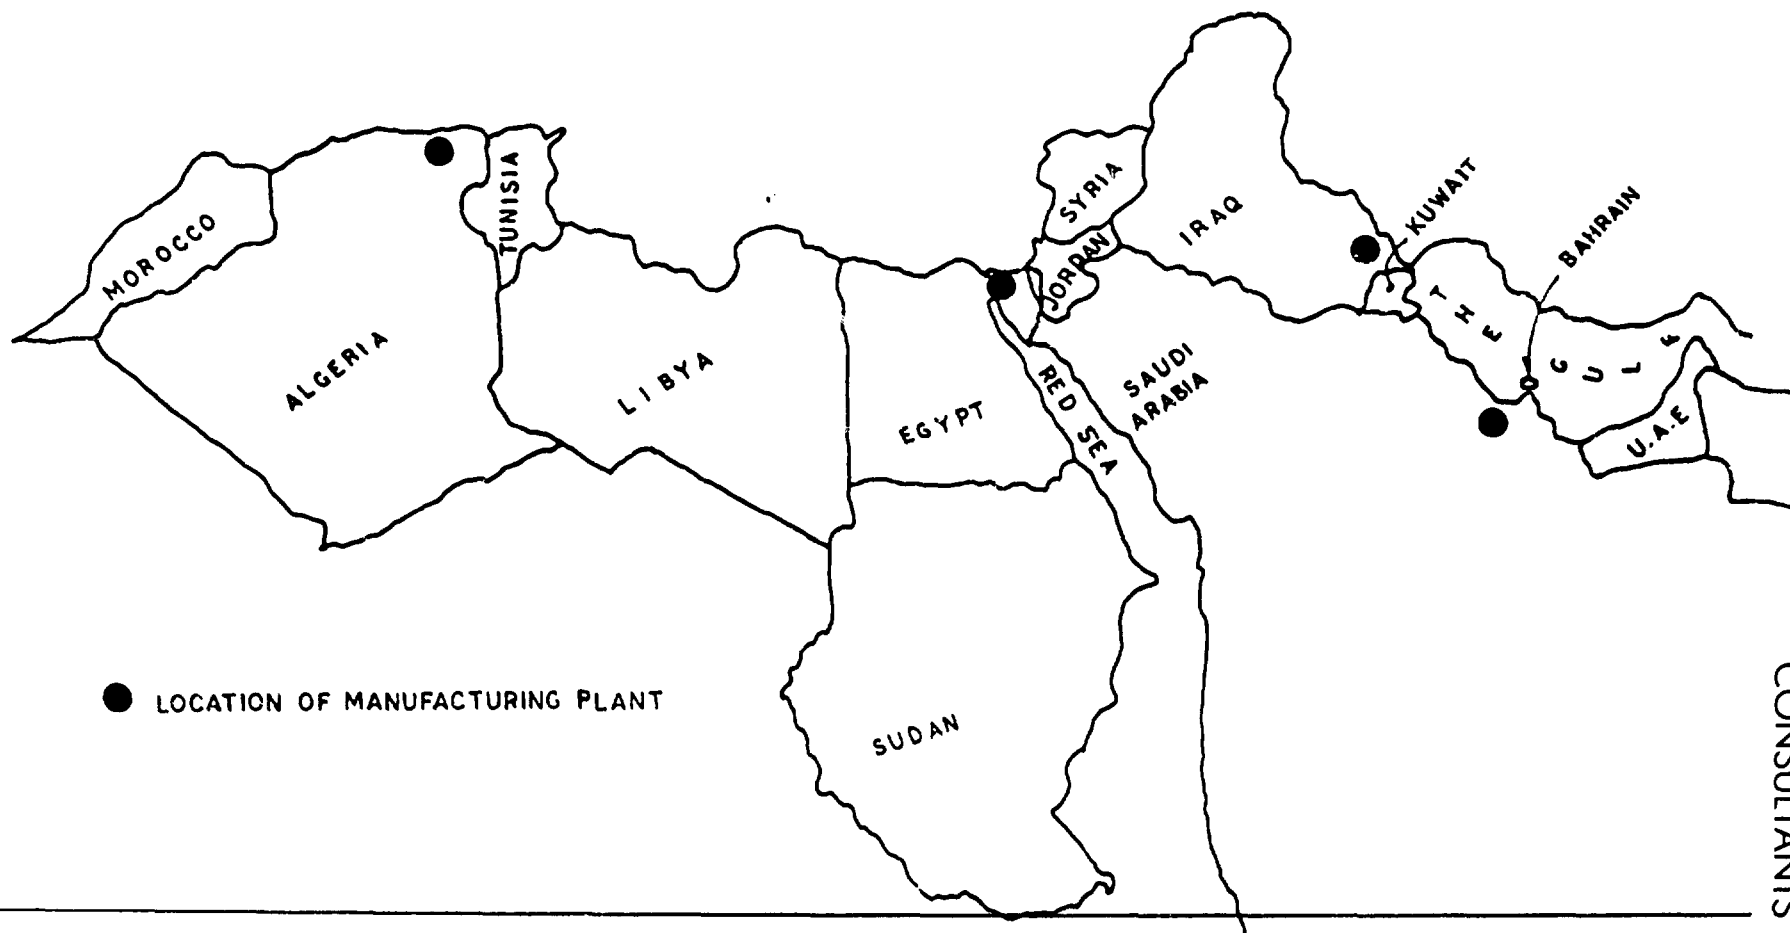 MOROCCO
ALGERIA
TUNISIA
LIBYA
EGYPT
SUDAN
RED SEA
SYRIA
JORDAN
IRAQ
SAUDI
ARABIA
KUWAIT
BAHRAIN
THE GULF
U.A.E
LOCATION OF MANUFACTURING PLANT
CONSULTANTS